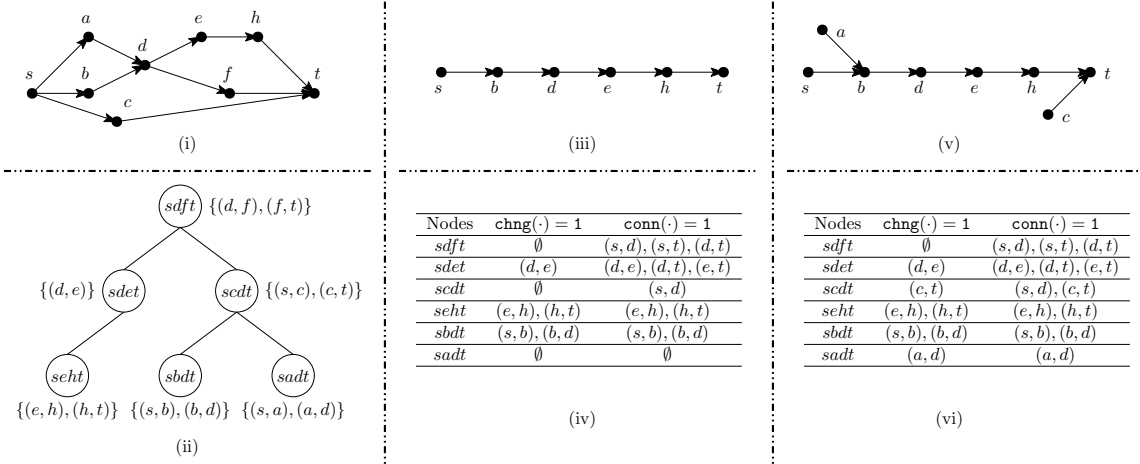 a
e
h
d
s
b
f
t
c
(i)
sdft {(d, f), (f, t)}
{(d, e)} sdet scdt {(s, c), (c, t)}
seht sbdt sadt
{(e, h), (h, t)} {(s, b), (b, d)} {(s, a), (a, d)}
(ii)
s b d e h t
(iii)
Nodes chng(·) = 1 conn(·) = 1
sdft ∅ (s, d), (s, t), (d, t)
sdet (d, e) (d, e), (d, t), (e, t)
scdt ∅ (s, d)
seht (e, h), (h, t) (e, h), (h, t)
sbdt (s, b), (b, d) (s, b), (b, d)
sadt ∅ ∅
(iv)
a
t
s b d e h
c
(v)
Nodes chng(·) = 1 conn(·) = 1
sdft ∅ (s, d), (s, t), (d, t)
sdet (d, e) (d, e), (d, t), (e, t)
scdt (c, t) (s, d), (c, t)
seht (e, h), (h, t) (e, h), (h, t)
sbdt (s, b), (b, d) (s, b), (b, d)
sadt (a, d) (a, d)
(vi)